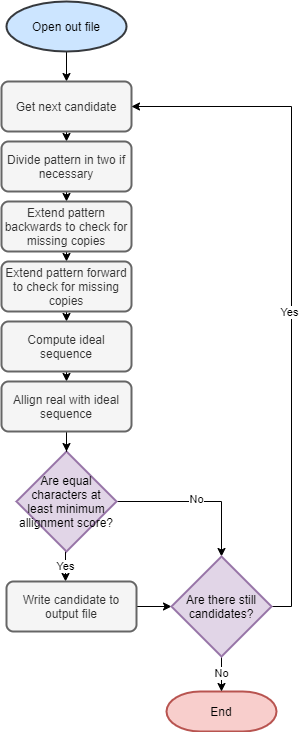 Open out file
Get next candidate
Divide pattern in two if
necessary
Extend pattern
backwards to check for
missing copies
Extend pattern forward
to check for missing
copies
Compute ideal
sequence
Allign real with ideal
sequence
Are equal
characters at
least minimum
allignment score?
No
Yes
Write candidate to
output file
Are there still
candidates?
Yes
No
End